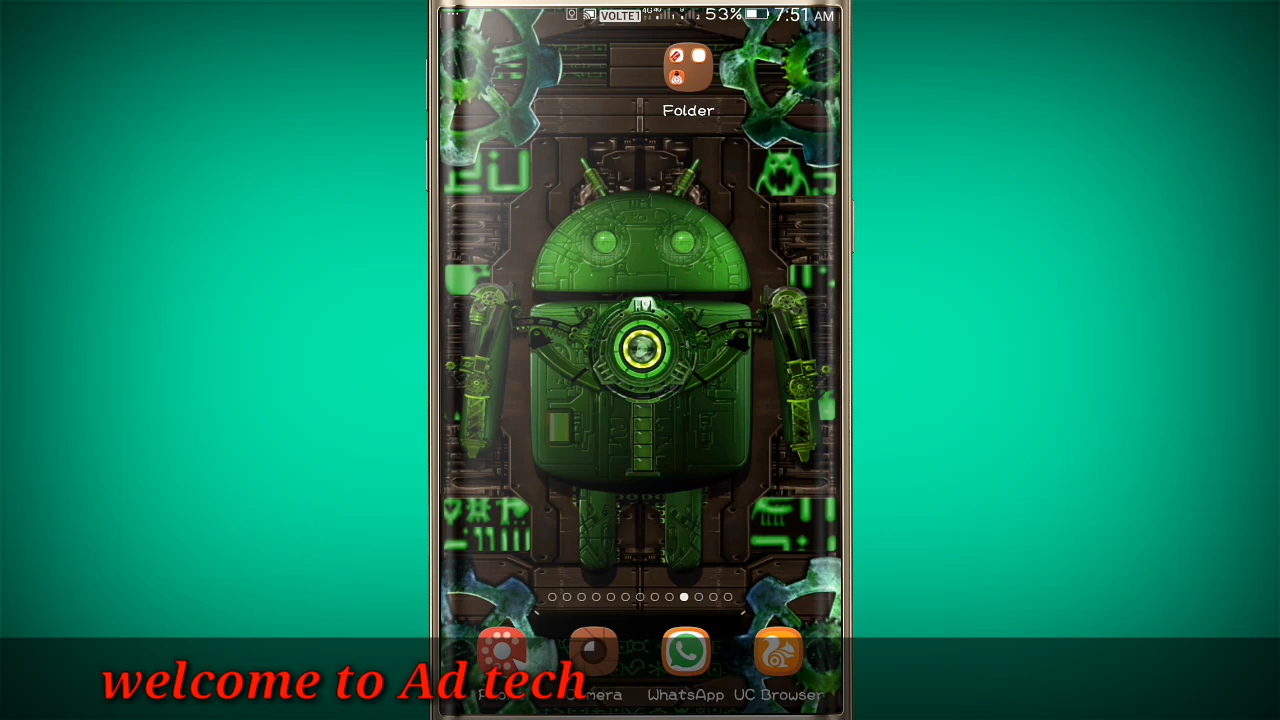 VOLTE1 53% 7:51 AM
Folder
WhatsApp UC Browser
welcome to Ad tech